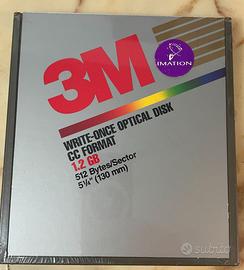 3M
IMATION
WRITE-ONCE OPTICAL DISK
CC FORMAT
1.2 GB
512 Bytes/Sector
5¼" (130 mm)
subito